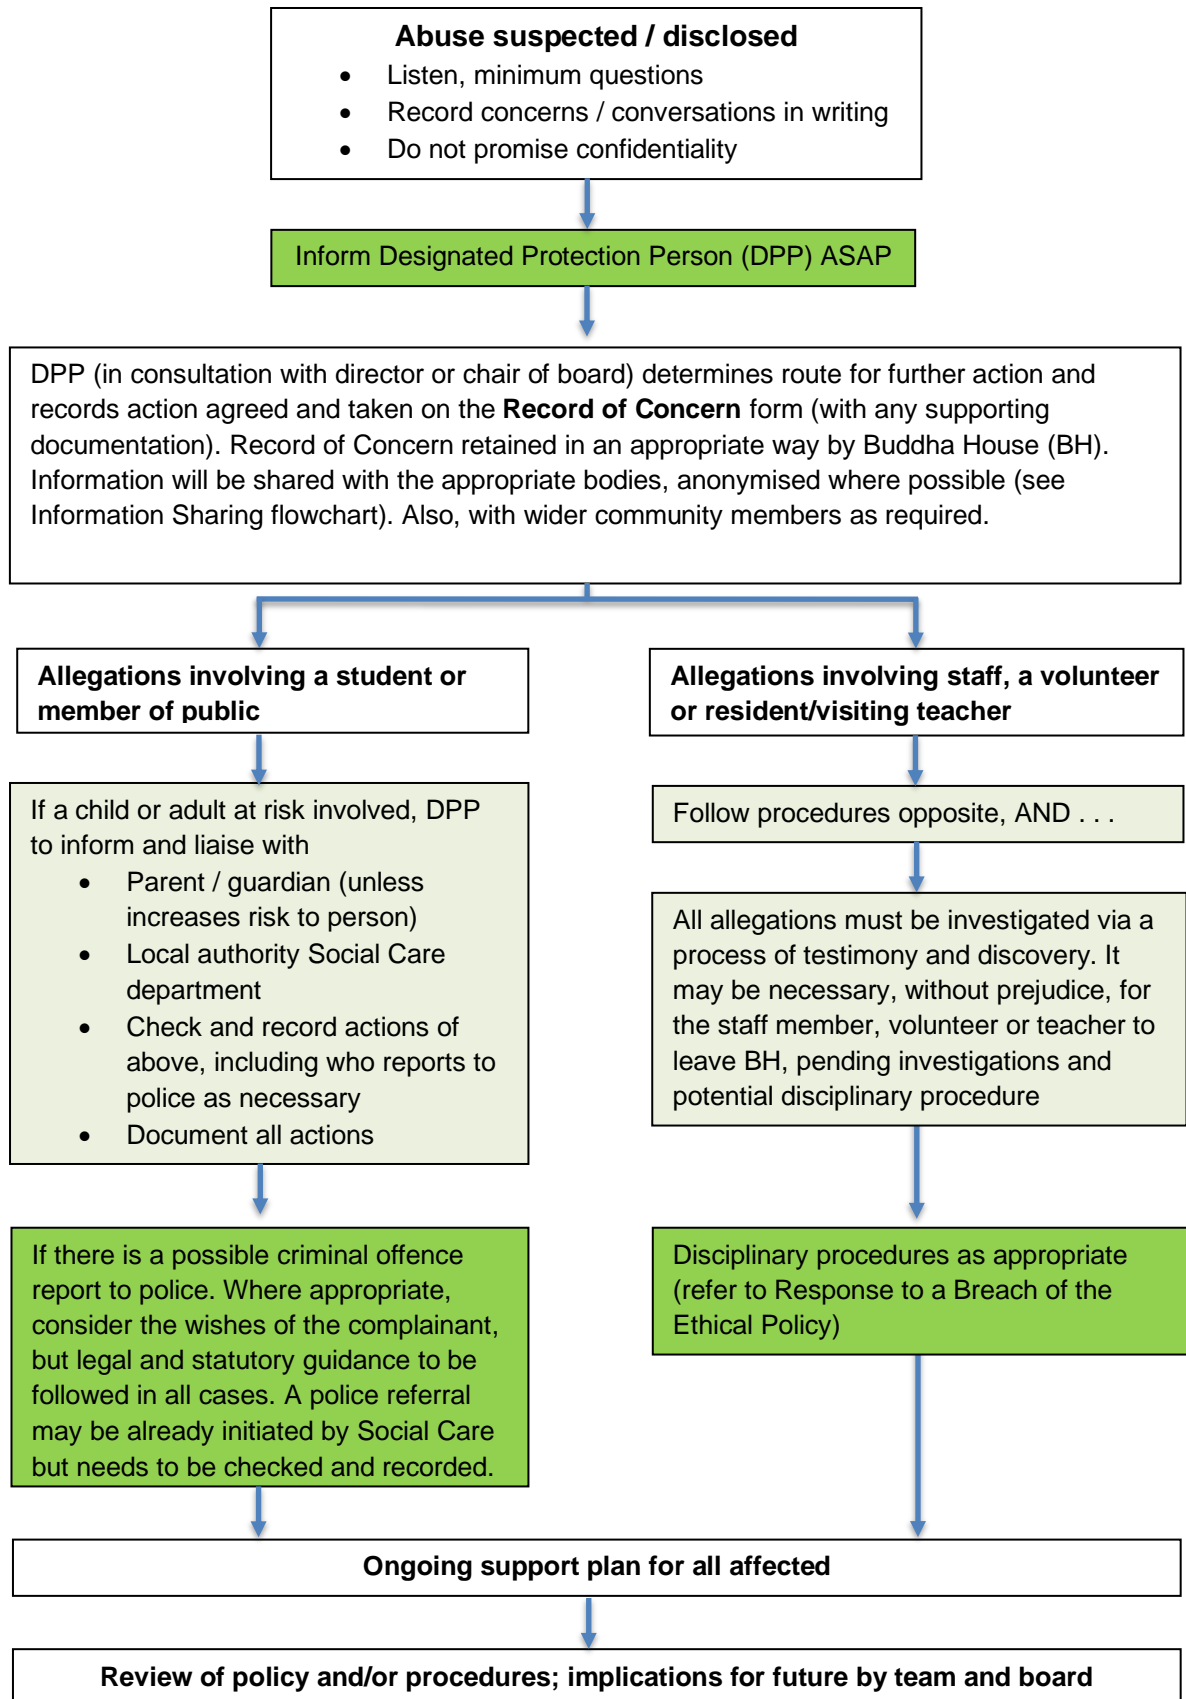 Abuse suspected / disclosed
• Listen, minimum questions
• Record concerns / conversations in writing
• Do not promise confidentiality
Inform Designated Protection Person (DPP) ASAP
DPP (in consultation with director or chair of board) determines route for further action and
records action agreed and taken on the Record of Concern form (with any supporting
documentation). Record of Concern retained in an appropriate way by Buddha House (BH).
Information will be shared with the appropriate bodies, anonymised where possible (see
Information Sharing flowchart). Also, with wider community members as required.
Allegations involving a student or
member of public
If a child or adult at risk involved, DPP
to inform and liaise with
• Parent / guardian (unless
increases risk to person)
• Local authority Social Care
department
• Check and record actions of
above, including who reports to
police as necessary
• Document all actions
If there is a possible criminal offence
report to police. Where appropriate,
consider the wishes of the complainant,
but legal and statutory guidance to be
followed in all cases. A police referral
may be already initiated by Social Care
but needs to be checked and recorded.
Allegations involving staff, a volunteer
or resident/visiting teacher
Follow procedures opposite, AND . . .
All allegations must be investigated via a
process of testimony and discovery. It
may be necessary, without prejudice, for
the staff member, volunteer or teacher to
leave BH, pending investigations and
potential disciplinary procedure
Disciplinary procedures as appropriate
(refer to Response to a Breach of the
Ethical Policy)
Ongoing support plan for all affected
Review of policy and/or procedures; implications for future by team and board